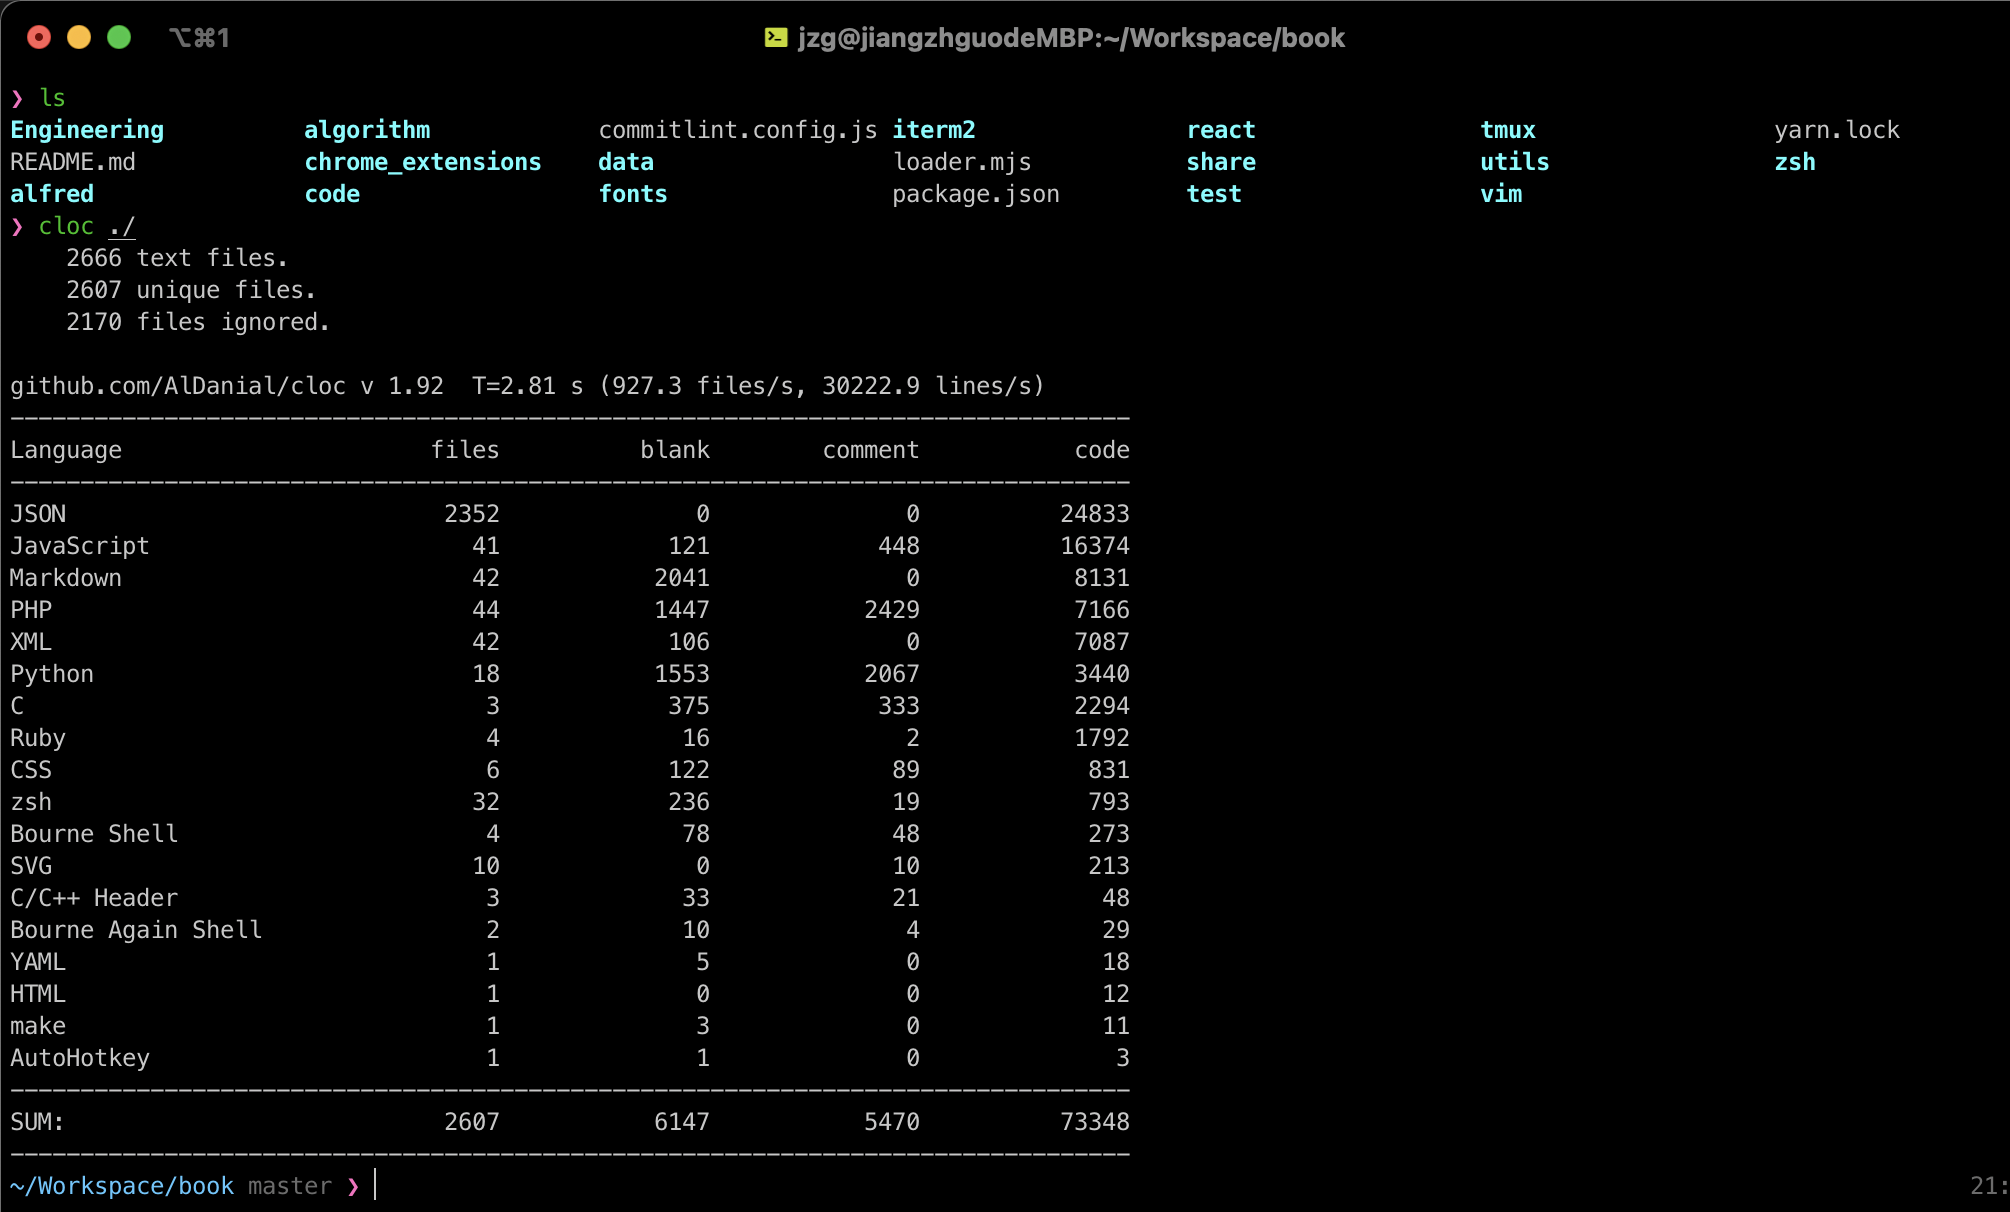 ⌥⌘1 jzg@jiangzhguodeMBP:~/Workspace/book
❯ ls
Engineering algorithm commitlint.config.js iterm2 react tmux yarn.lock
README.md chrome_extensions data loader.mjs share utils zsh
alfred code fonts package.json test vim
❯ cloc ./
2666 text files.
2607 unique files.
2170 files ignored.
github.com/AlDanial/cloc v 1.92  T=2.81 s (927.3 files/s, 30222.9 lines/s)
Language files blank comment code
JSON 2352 0 0 24833
JavaScript 41 121 448 16374
Markdown 42 2041 0 8131
PHP 44 1447 2429 7166
XML 42 106 0 7087
Python 18 1553 2067 3440
C 3 375 333 2294
Ruby 4 16 2 1792
CSS 6 122 89 831
zsh 32 236 19 793
Bourne Shell 4 78 48 273
SVG 10 0 10 213
C/C++ Header 3 33 21 48
Bourne Again Shell 2 10 4 29
YAML 1 5 0 18
HTML 1 0 0 12
make 1 3 0 11
AutoHotkey 1 1 0 3
SUM: 2607 6147 5470 73348
~/Workspace/book master ❯ 21: